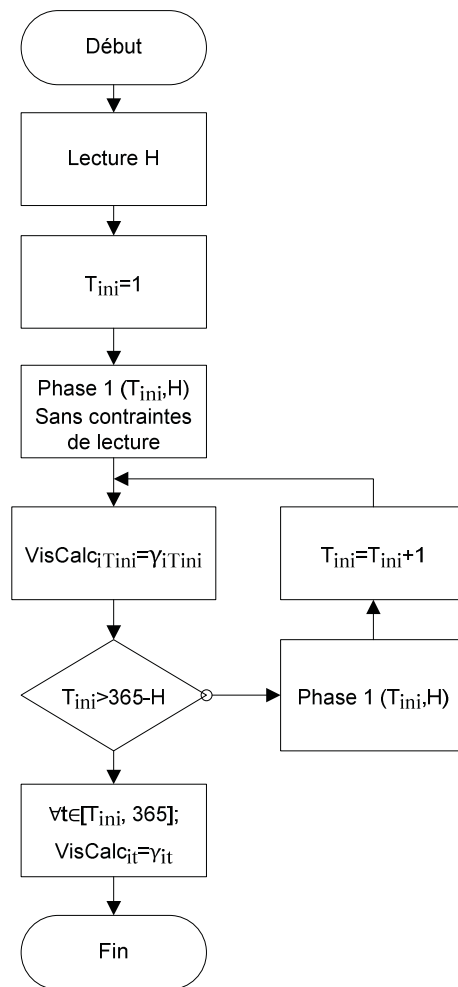 Début
Lecture H
Tini=1
Phase 1 (Tini,H)
Sans contraintes
de lecture
VisCalciTini=γiTini
Tini=Tini+1
Tini>365-H
Phase 1 (Tini,H)
∀t∈[Tini, 365];
VisCalcit=γit
Fin